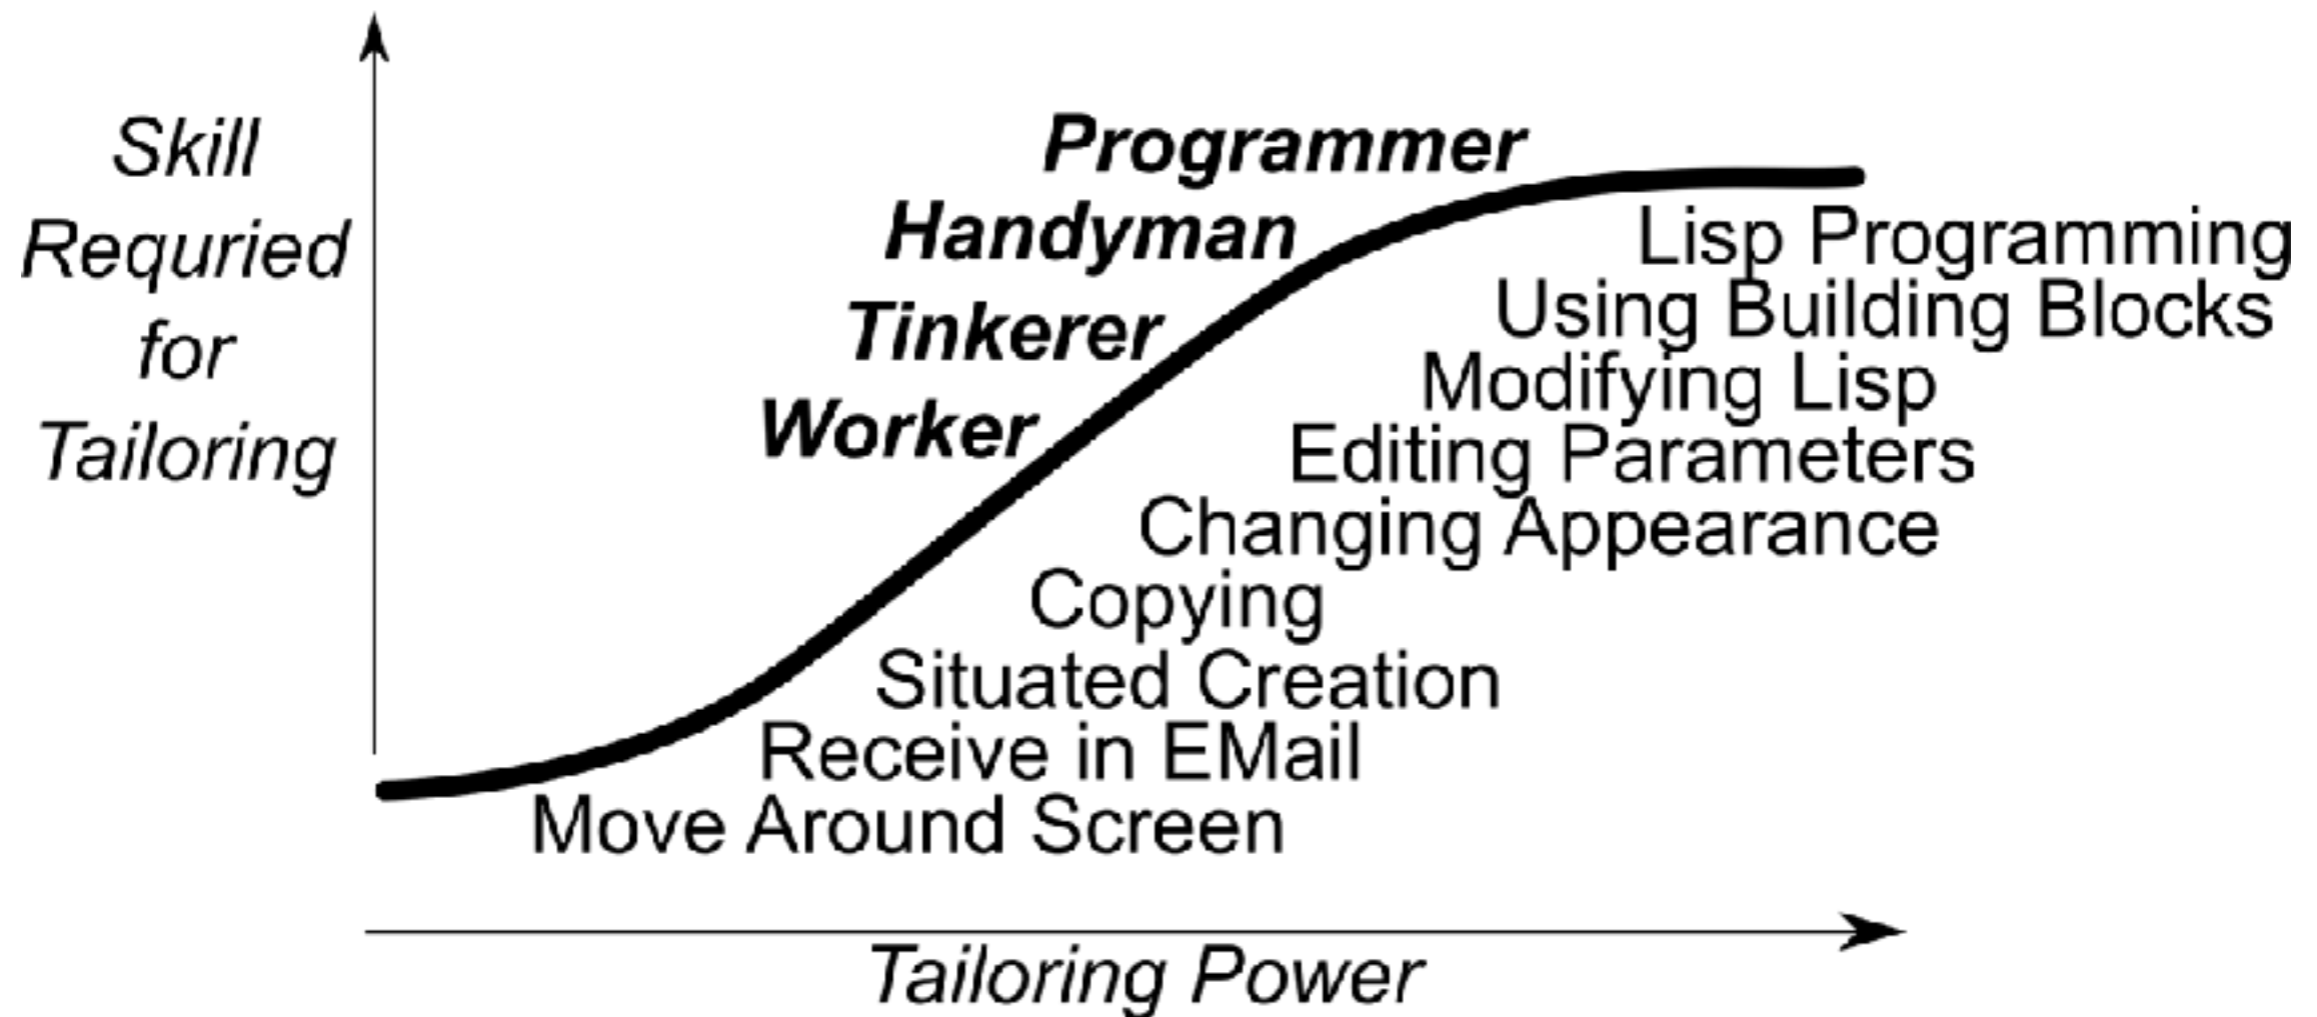 Skill
Requried
for
Tailoring
Programmer
Handyman
Tinkerer
Worker
Lisp Programming
Using Building Blocks
Modifying Lisp
Editing Parameters
Changing Appearance
Copying
Situated Creation
Receive in EMail
Move Around Screen
Tailoring Power